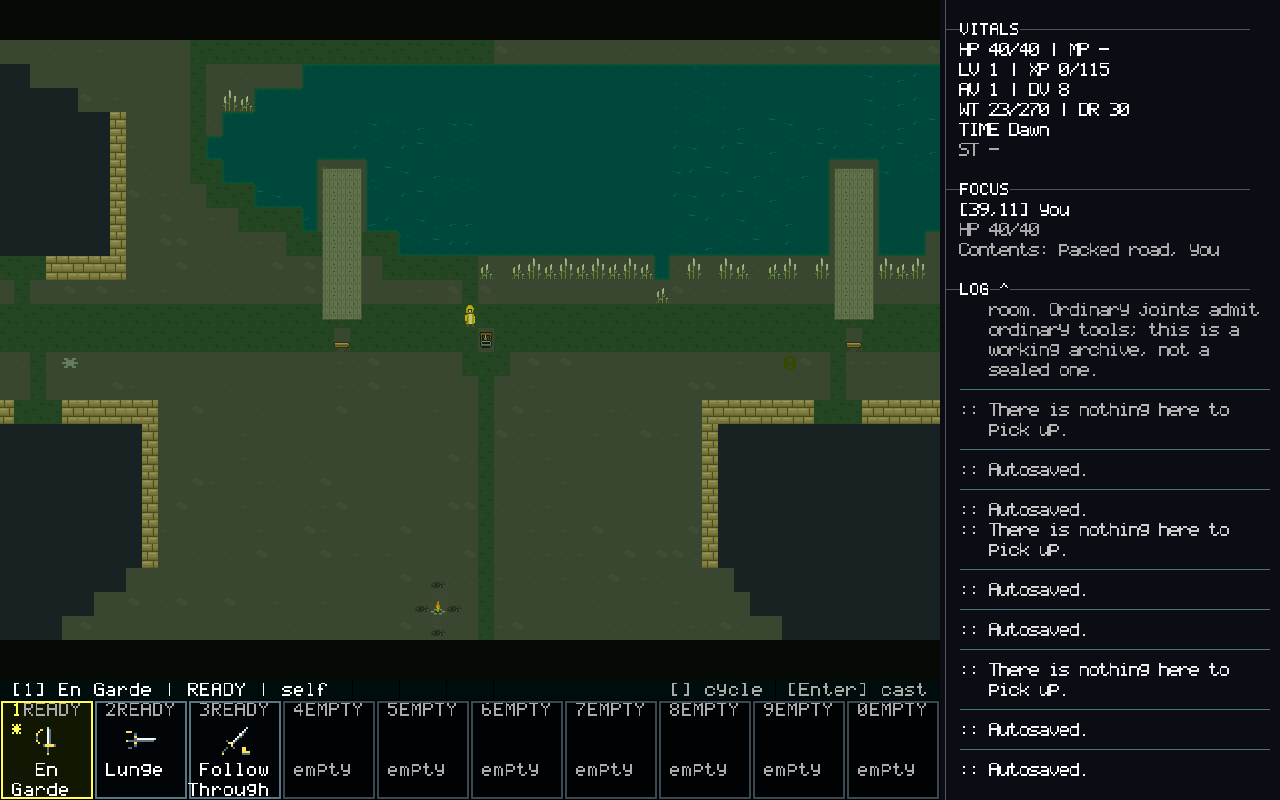 VITALS
HP 40/40 | MP -
LV 1 | XP 0/115
AV 1 | DV 8
WT 23/270 | DR 30
TIME Dawn
ST -
FOCUS
[39,11] You
HP 40/40
Contents: Packed road, You
LOG ^
room. Ordinary joints admit
ordinary tools; this is a
working archive, not a
sealed one.
:: There is nothing here to
Pick uP.
:: Autosaved.
:: Autosaved.
:: There is nothing here to
Pick uP.
:: Autosaved.
:: Autosaved.
:: There is nothing here to
Pick uP.
:: Autosaved.
:: Autosaved.
[1] En Garde | READY | self
[] cycle [Enter] cast
1READY 2READY 3READY 4EMPTY 5EMPTY 6EMPTY 7EMPTY 8EMPTY 9EMPTY 0EMPTY
*
En Lunge Follow empty empty empty empty empty empty empty
Garde Through